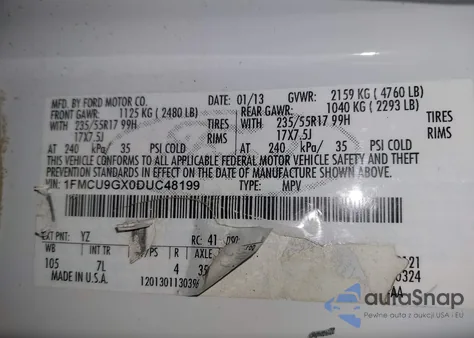 MFD. BY FORD MOTOR CO. DATE: 01/13 GVWR: 2159 KG ( 4760 LB)
FRONT GAWR: 1125 KG ( 2480 LB) REAR GAWR: 1040 KG ( 2293 LB)
WITH 235/55R17 99H TIRES WITH 235/55R17 99H TIRES
17X7.5J RIMS 17X7.5J RIMS
AT 240 kPa/ 35 PSI COLD AT 240 kPa/ 35 PSI COLD
THIS VEHICLE CONFORMS TO ALL APPLICABLE FEDERAL MOTOR VEHICLE SAFETY AND THEFT
PREVENTION STANDARDS IN EFFECT ON THE DATE OF MANUFACTURE SHOWN ABOVE.
VIN: 1FMCU9GX0DUC48199 TYPE: MPV
EXT PNT: YZ RC: 41
WB INT TR PS R AXLE
105 7L 4
MADE IN U.S.A.
autaSnap
Pewne auta z aukcji USA - EU